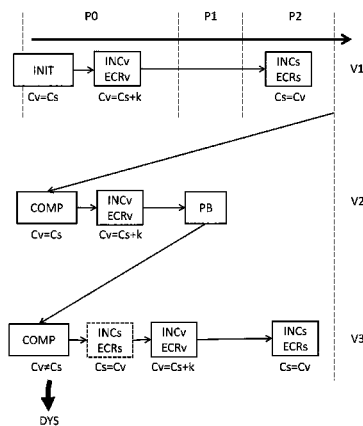 P0 P1 P2
INIT
INCv
ECRv
INCs
ECRs
V1
Cv=Cs
Cv=Cs+k
Cs=Cv
COMP
INCv
ECRv
PB
V2
Cv=Cs
Cv=Cs+k
COMP
INCs
ECRs
INCv
ECRv
INCs
ECRs
V3
Cv≠Cs
Cs=Cv
Cv=Cs+k
Cs=Cv
DYS